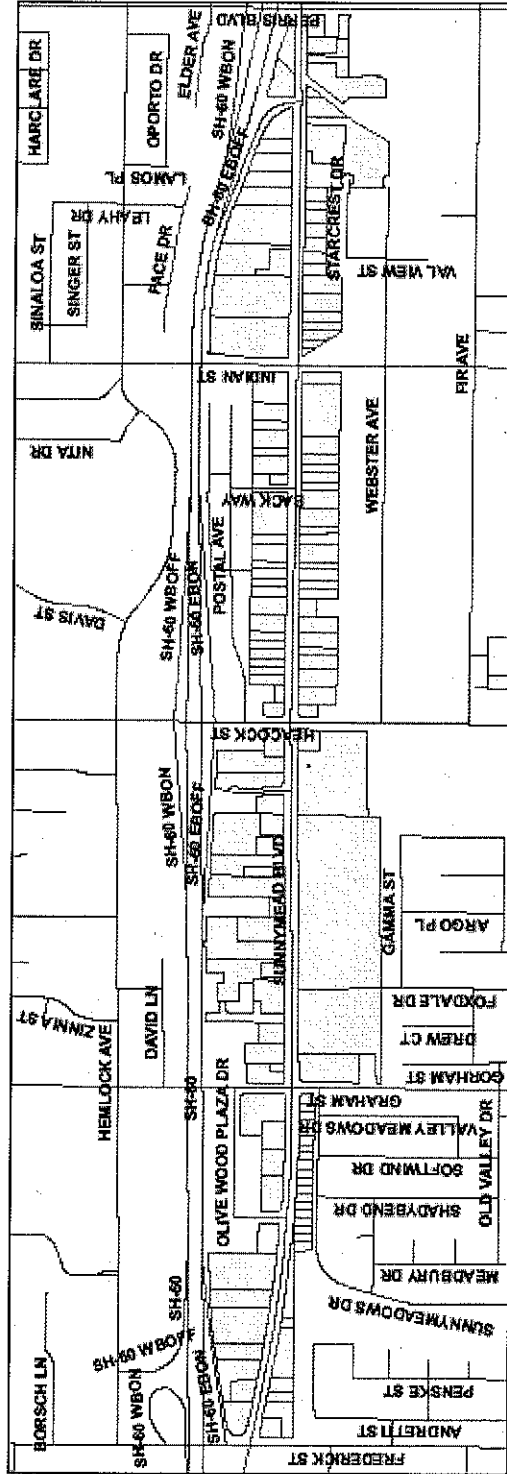 BORSCH LN
SH-60 WBON
SH-60 WBOFF
SH-60 EBON
FREDERICK ST
ANDRETTI ST
PENSKE ST
SUNNYMEADOWS DR
MEADBURY DR
SHADYBEND DR
SOFTWIND DR
VALLEY MEADOWS DR
GRAHAM ST
OLD VALLEY DR
SH-60
OLIVE WOOD PLAZA DR
SH-60
HEMLOCK AVE
DAVID LN
ZINNIA ST
GORHAM ST
DREW CT
FOXDALE DR
ARGO PL
GAMMA ST
SUNNYMEAD BLVD
SH-60 WBON
SH-60 EBOFF
HEACOCK ST
DAVIS ST
SH-60 WBOFF
SH-60 EBON
POSTAL AVE
BACK WAY
NITA DR
INDIAN ST
WEBSTER AVE
FIR AVE
SINALOA ST
SINGER ST
PACE DR
LEAHY DR
LAMOS PL
HARCLARE DR
OPORTO DR
ELDER AVE
SH-60 WBON
SH-60 EBOFF
STARCREST DR
VAL VIEW ST
PERRIS BLVD